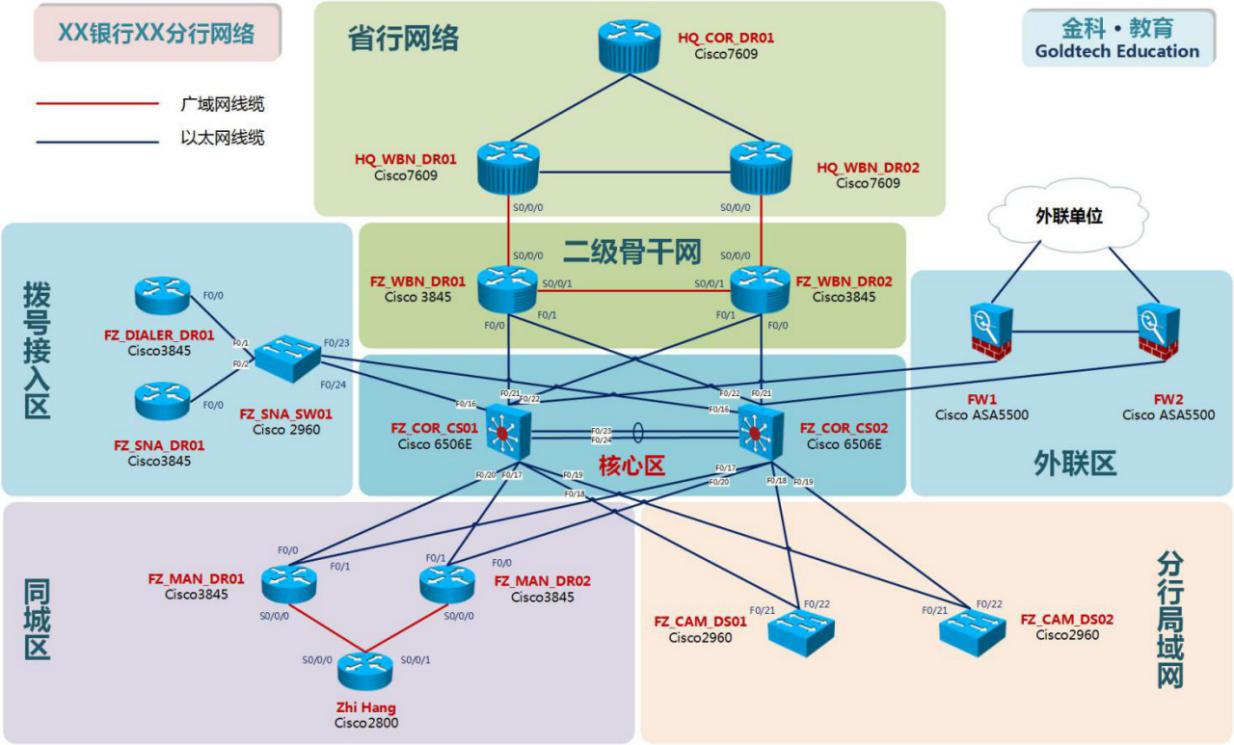 XX银行XX分行网络
广域网线缆
以太网线缆
省行网络
HQ_COR_DR01
Cisco7609
金科·教育
Goldtech Education
HQ_WBN_DR01
Cisco7609
HQ_WBN_DR02
Cisco7609
S0/0/0
S0/0/0
外联单位
二级骨干网
S0/0/0
S0/0/0
FZ_WBN_DR01
Cisco 3845
S0/0/1
S0/0/1
FZ_WBN_DR02
Cisco3845
F0/0
F0/1
F0/1
F0/0
拨号接入区
F0/0
FZ_DIALER_DR01
Cisco3845
F0/1
F0/2
F0/23
F0/24
F0/0
FZ_SNA_SW01
Cisco 2960
FZ_SNA_DR01
Cisco3845
F0/16
F0/21
F0/22
F0/22
F0/21
F0/16
FZ_COR_CS01
Cisco 6506E
F0/23
F0/24
FZ_COR_CS02
Cisco 6506E
核心区
FW1
Cisco ASA5500
FW2
Cisco ASA5500
外联区
F0/20
F0/17
F0/19
F0/18
F0/17
F0/20
F0/18
F0/19
同城区
F0/0
F0/1
FZ_MAN_DR01
Cisco3845
S0/0/0
F0/1
F0/0
FZ_MAN_DR02
Cisco3845
S0/0/0
S0/0/0
S0/0/1
Zhi Hang
Cisco2800
分行局域网
F0/21
F0/22
FZ_CAM_DS01
Cisco2960
F0/21
F0/22
FZ_CAM_DS02
Cisco2960